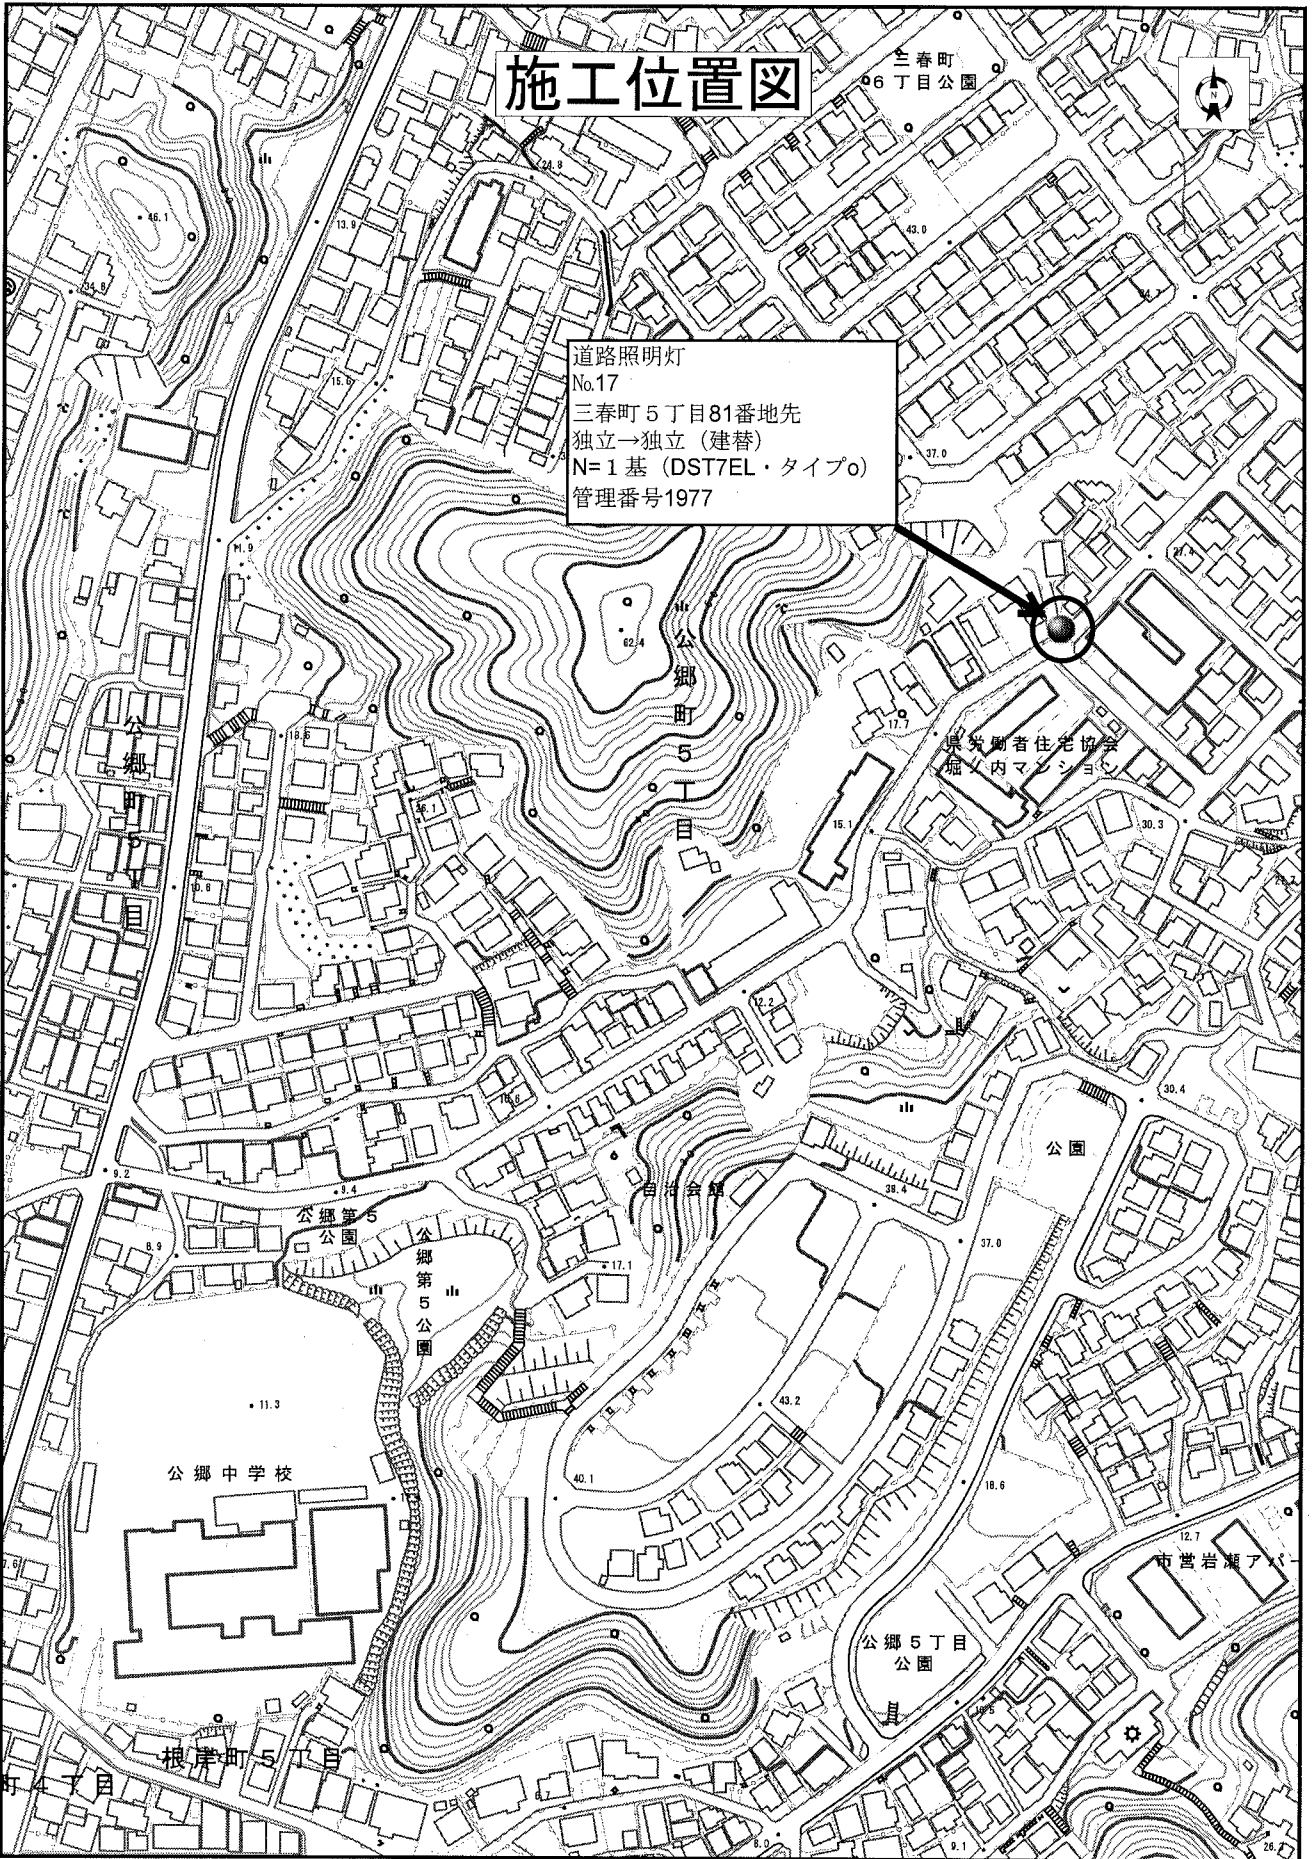 施工位置図
三春町
6丁目公園
N
24.8
46.1
13.9
43.0
34.8
道路照明灯
No.17
三春町5丁目81番地先
独立→独立（建替）
N=1基（DST7EL・タイプo）
管理番号1977
37.0
27.4
62.4
公郷町5丁目
17.7
県労働者住宅協会
堀ノ内マンション
公郷町5丁目
15.1
30.3
12.2
30.4
公園
9.2
9.4
自治会館
38.4
公郷第5
公園
公郷第5公園
37.0
17.1
11.3
43.2
公郷中学校
40.1
18.6
12.7
市営岩瀬アパー
公郷5丁目
公園
根岸町5丁目
町4丁目
9.1